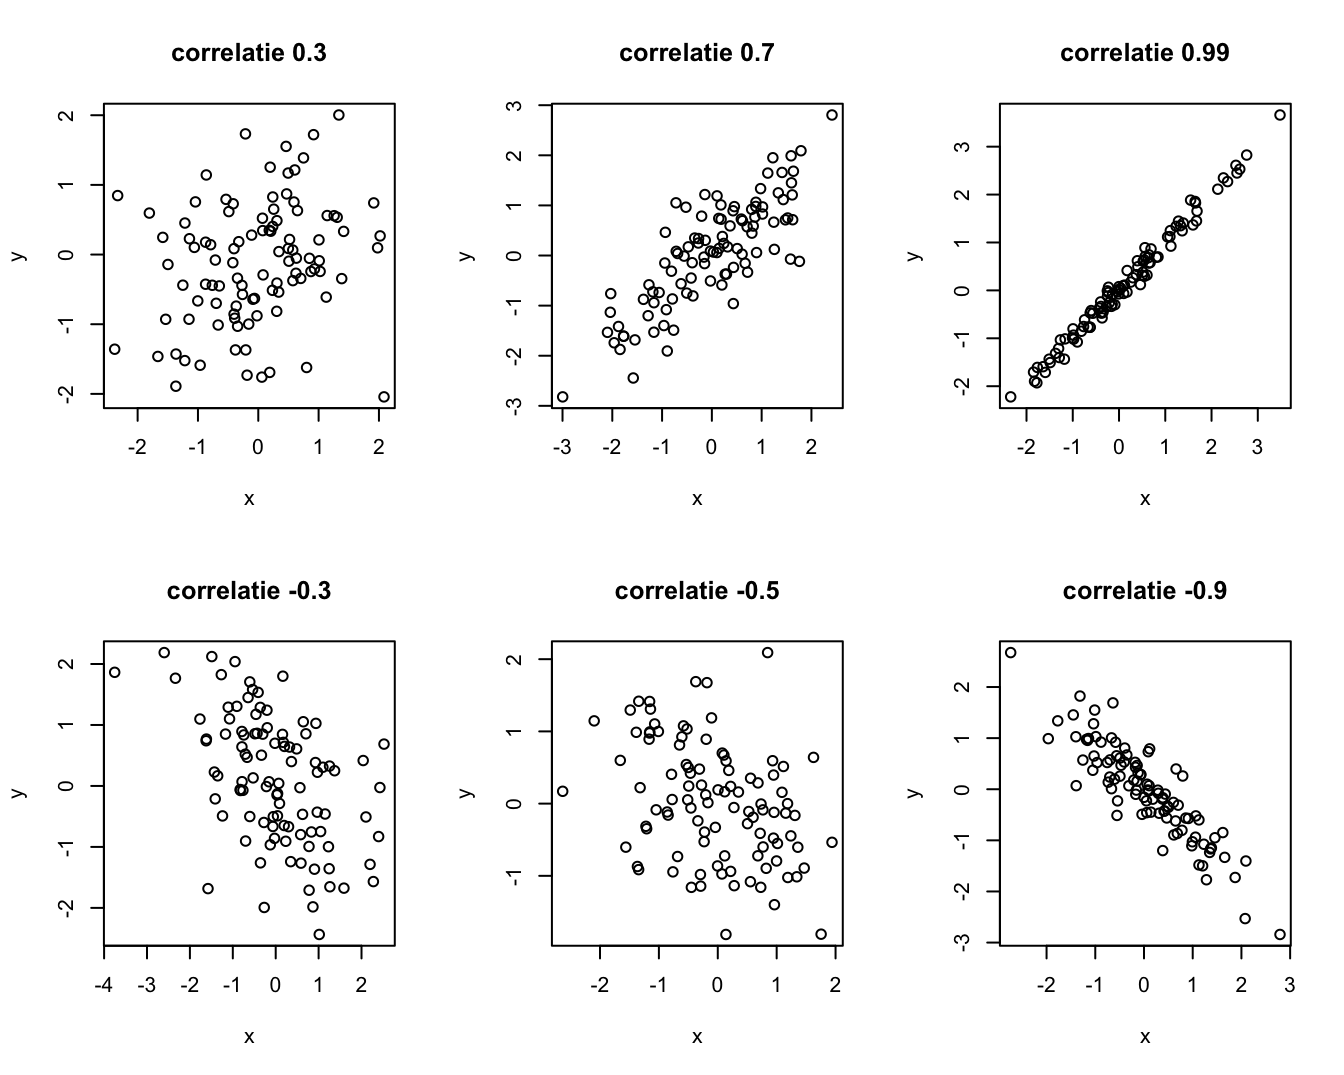 correlatie 0.3
correlatie 0.7
correlatie 0.99
2
1
0
-1
-2
y
-2 -1 0 1 2
x
3
2
1
0
-1
-2
-3
y
-3 -2 -1 0 1 2
x
3
2
1
0
-1
-2
y
-2 -1 0 1 2 3
x
correlatie -0.3
correlatie -0.5
correlatie -0.9
2
1
0
-1
-2
y
-4 -3 -2 -1 0 1 2
x
2
1
0
-1
y
-2 -1 0 1 2
x
2
1
0
-1
-2
-3
y
-2 -1 0 1 2 3
x